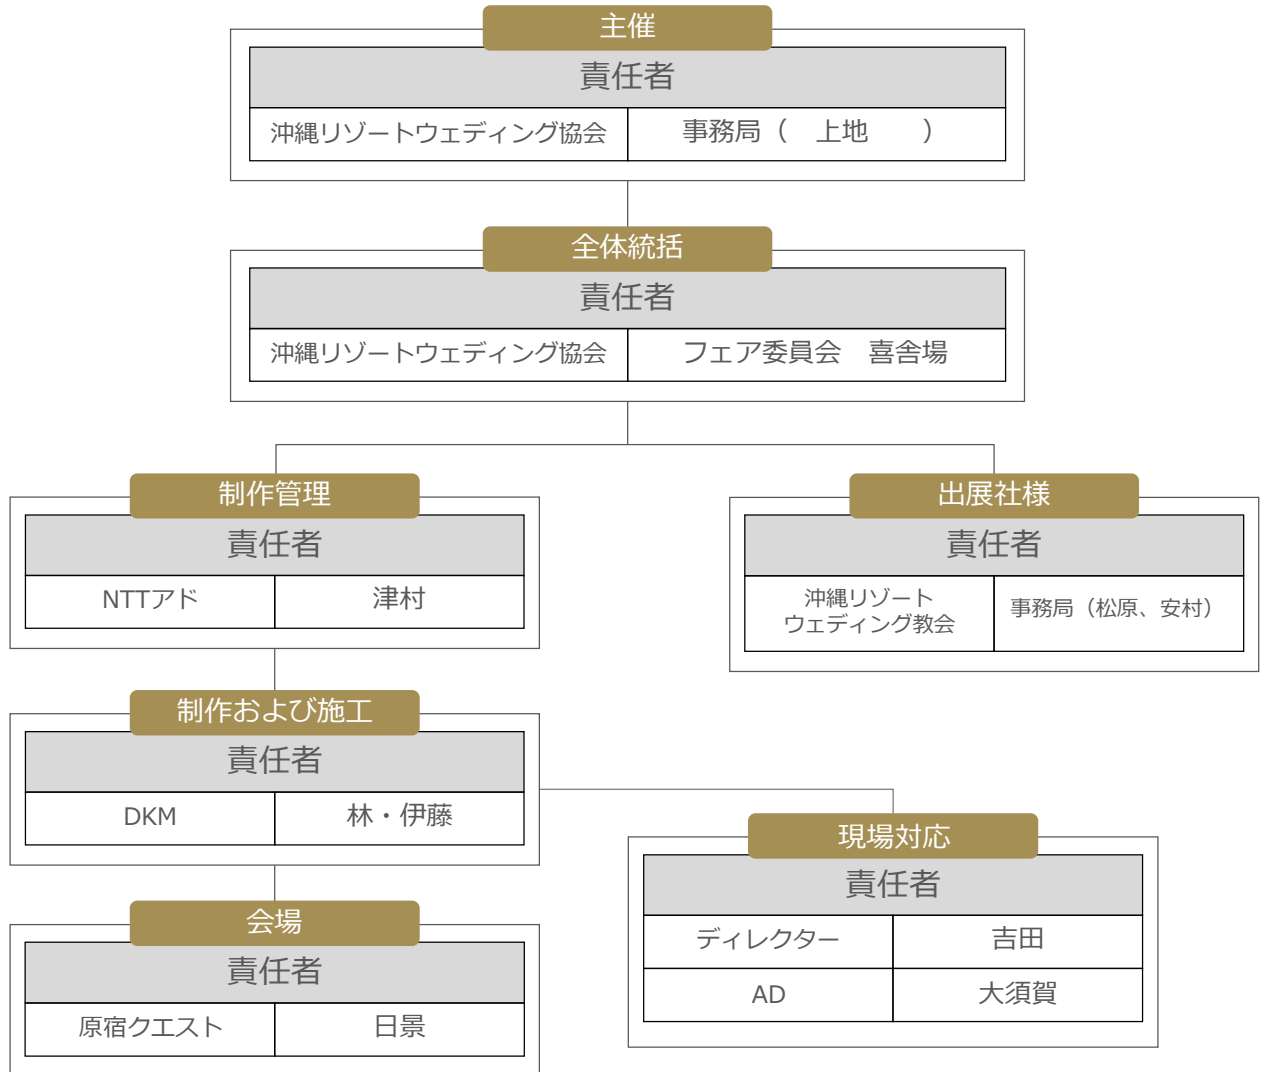 主催
責任者
沖縄リゾートウェディング協会 事務局（　上地　　）
全体統括
責任者
沖縄リゾートウェディング協会 フェア委員会　喜舎場
制作管理
責任者
NTTアド 津村
出展社様
責任者
沖縄リゾート
ウェディング教会
事務局（松原、安村）
制作および施工
責任者
DKM 林・伊藤
現場対応
責任者
ディレクター 吉田
AD 大須賀
会場
責任者
原宿クエスト 日景